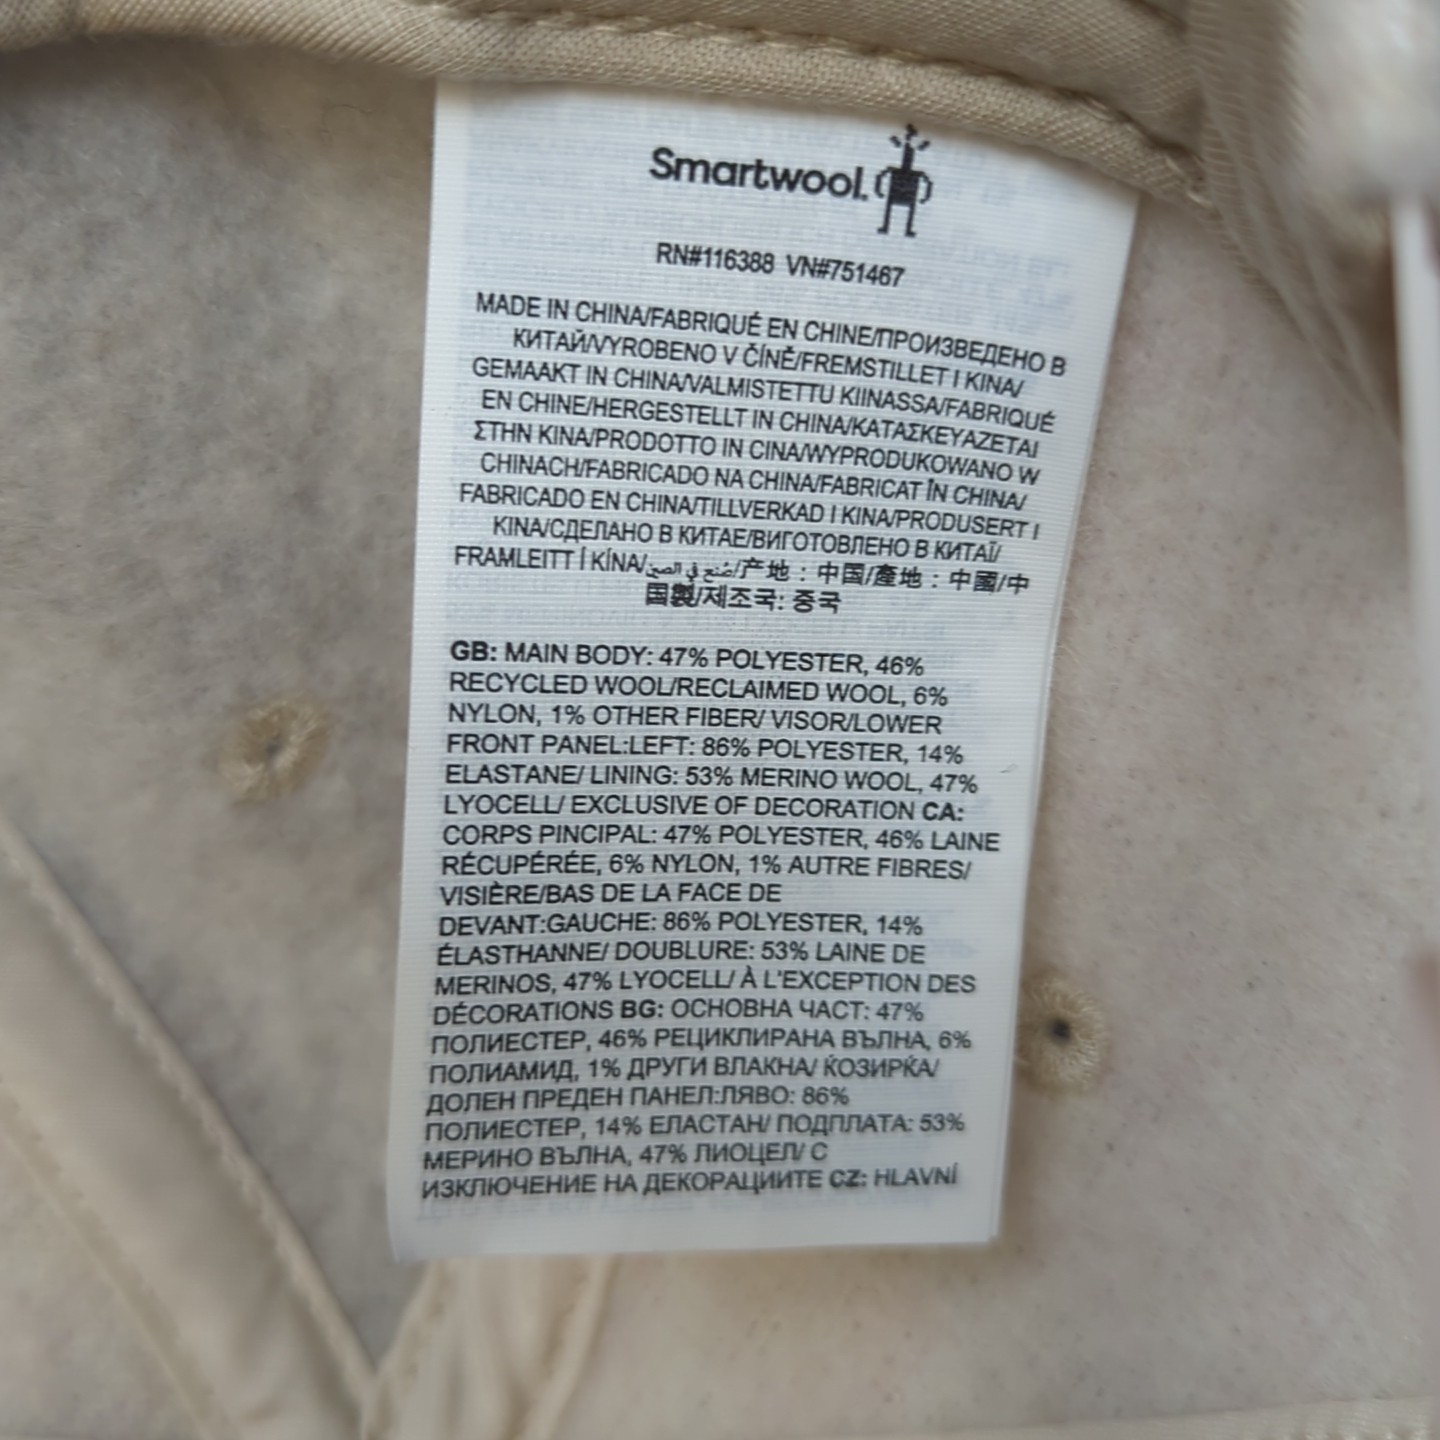 Smartwool.
RN#116388 VN#751467
MADE IN CHINA/FABRIQUÉ EN CHINE/ПРОИЗВЕДЕНО В
КИТАЙ/VYROBENO V ČÍNĚ/FREMSTILLET I KINA/
GEMAAKT IN CHINA/VALMISTETTU KIINASSA/FABRIQUÉ
EN CHINE/HERGESTELLT IN CHINA/ΚΑΤΑΣΚΕΥΑΖΕΤΑΙ
ΣΤΗΝ ΚΙΝΑ/PRODOTTO IN CINA/WYPRODUKOWANO W
CHINACH/FABRICADO NA CHINA/FABRICAT ÎN CHINA/
FABRICADO EN CHINA/TILLVERKAD I KINA/PRODUSERT I
KINA/СДЕЛАНО В КИТАЕ/ВИГОТОВЛЕНО В КИТАЇ/
FRAMLEITT Í KÍNA/صُنع في الصين/产地：中国/產地：中國/中
国製/제조국: 중국
GB: MAIN BODY: 47% POLYESTER, 46%
RECYCLED WOOL/RECLAIMED WOOL, 6%
NYLON, 1% OTHER FIBER/ VISOR/LOWER
FRONT PANEL:LEFT: 86% POLYESTER, 14%
ELASTANE/ LINING: 53% MERINO WOOL, 47%
LYOCELL/ EXCLUSIVE OF DECORATION CA:
CORPS PINCIPAL: 47% POLYESTER, 46% LAINE
RÉCUPÉRÉE, 6% NYLON, 1% AUTRE FIBRES/
VISIÈRE/BAS DE LA FACE DE
DEVANT:GAUCHE: 86% POLYESTER, 14%
ÉLASTHANNE/ DOUBLURE: 53% LAINE DE
MERINOS, 47% LYOCELL/ À L'EXCEPTION DES
DÉCORATIONS BG: ОСНОВНА ЧАСТ: 47%
ПОЛИЕСТЕР, 46% РЕЦИКЛИРАНА ВЪЛНА, 6%
ПОЛИАМИД, 1% ДРУГИ ВЛАКНА/ ЌОЗИРЌА/
ДОЛЕН ПРЕДЕН ПАНЕЛ:ЛЯВО: 86%
ПОЛИЕСТЕР, 14% ЕЛАСТАН/ ПОДПЛАТА: 53%
МЕРИНО ВЪЛНА, 47% ЛИОЦЕЛ/ С
ИЗКЛЮЧЕНИЕ НА ДЕКОРАЦИИТЕ CZ: HLAVNÍ